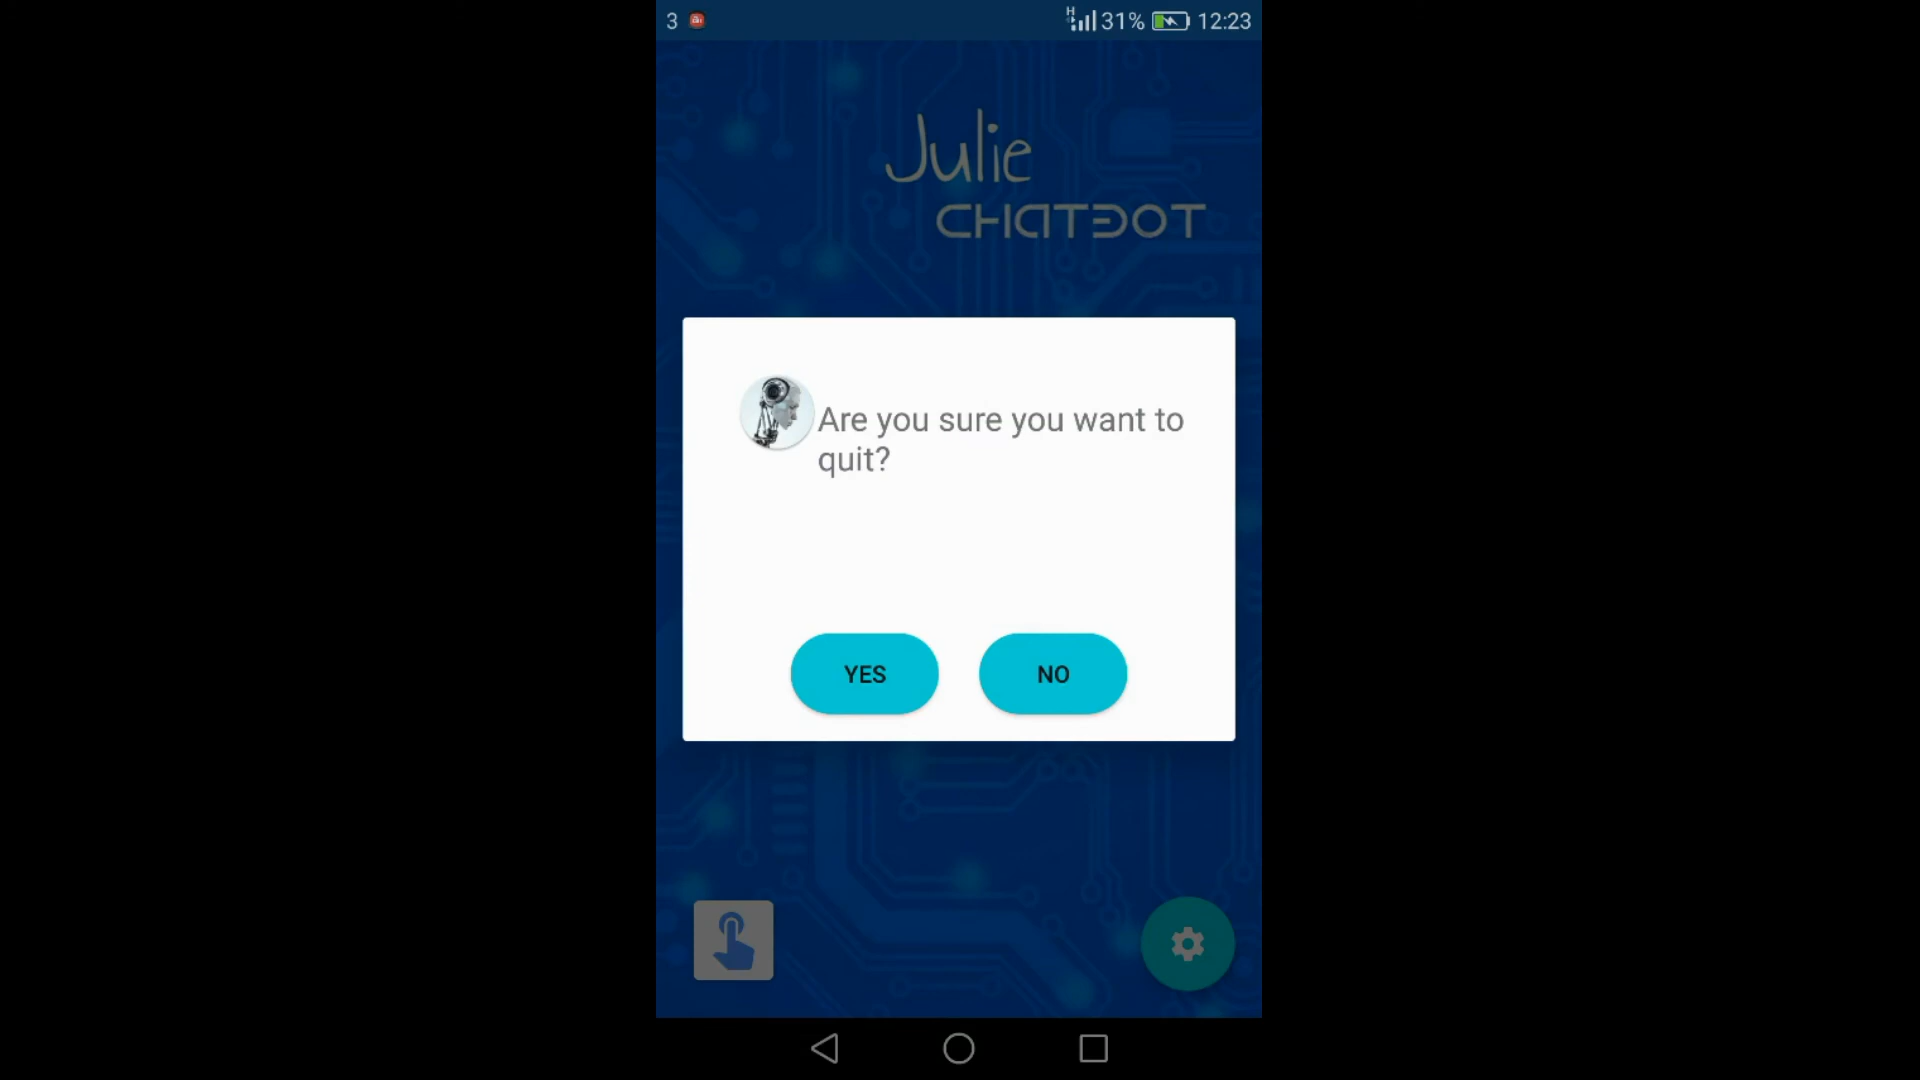 3 H 31% 12:23
Julie
CHATBOT
Are you sure you want to
quit?
YES NO